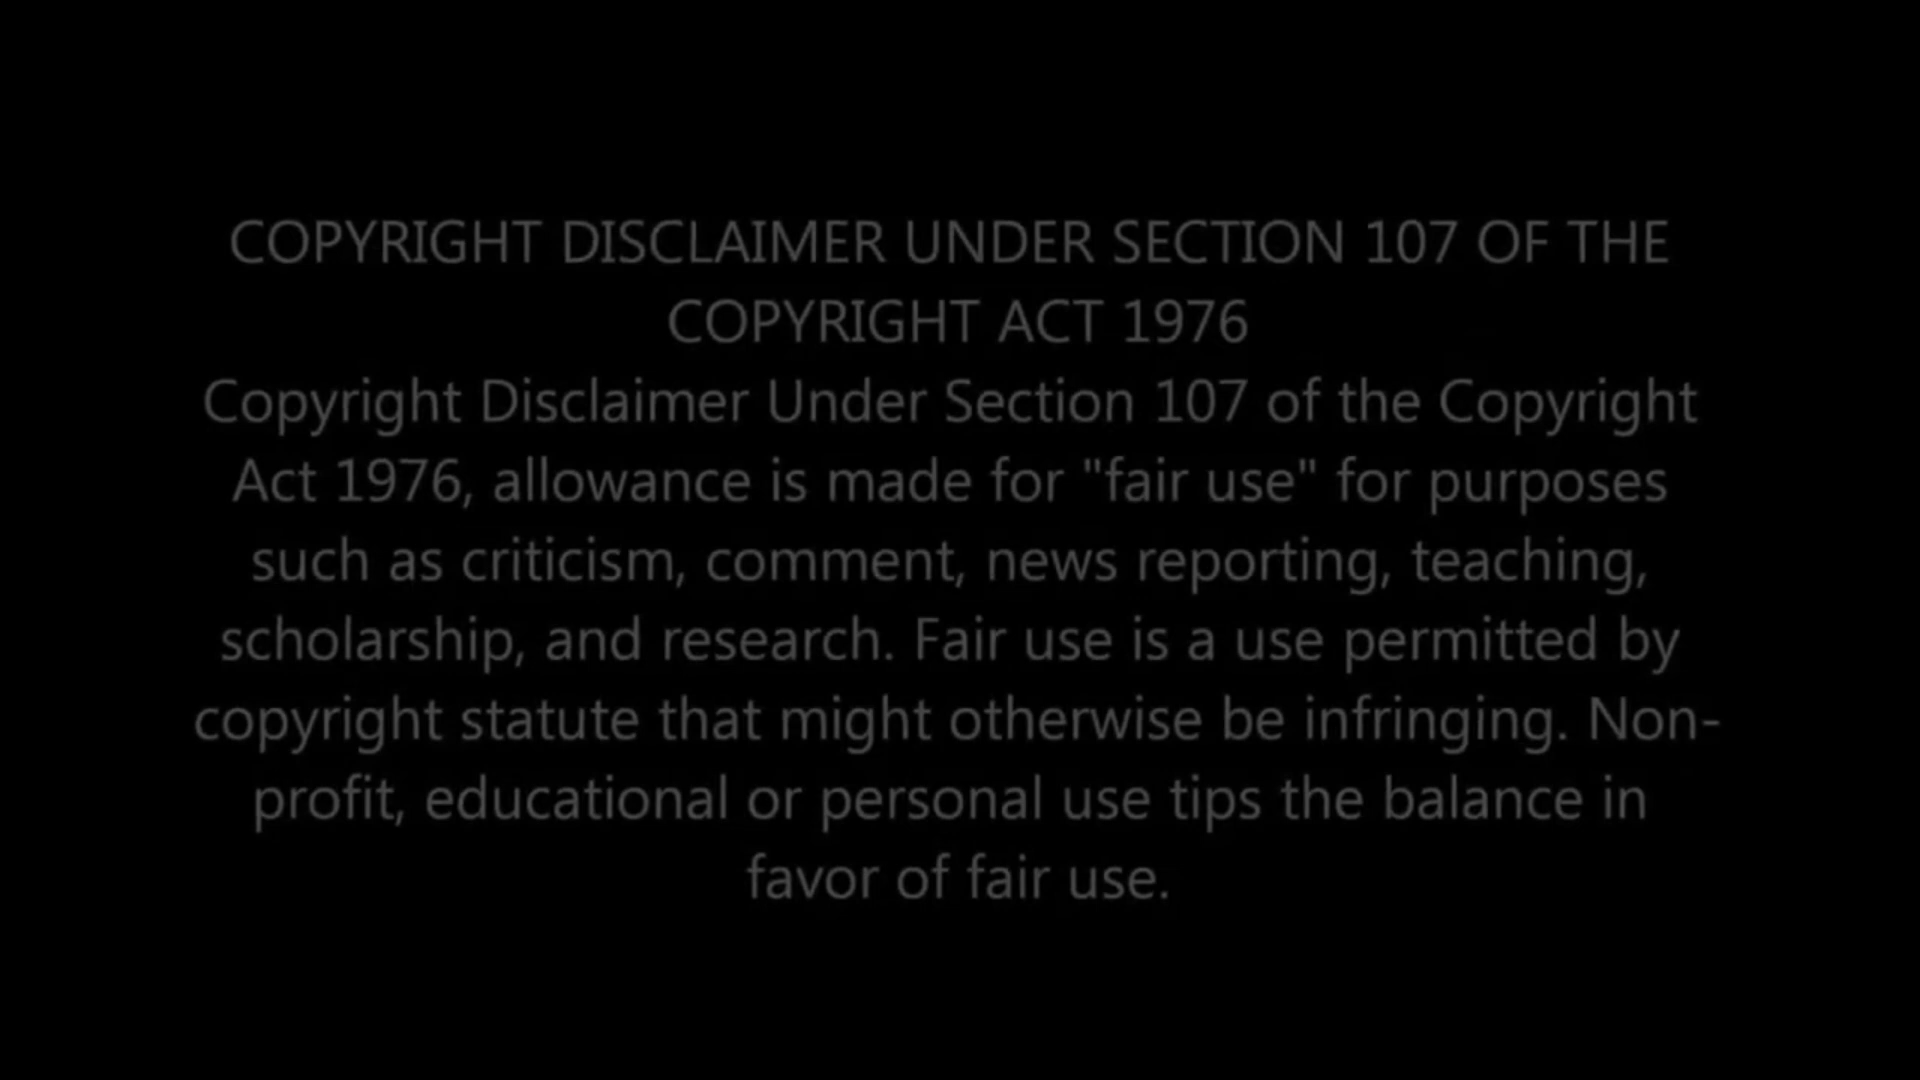 COPYRIGHT DISCLAIMER UNDER SECTION 107 OF THE
COPYRIGHT ACT 1976
Copyright Disclaimer Under Section 107 of the Copyright
Act 1976, allowance is made for "fair use" for purposes
such as criticism, comment, news reporting, teaching,
scholarship, and research. Fair use is a use permitted by
copyright statute that might otherwise be infringing. Non-
profit, educational or personal use tips the balance in
favor of fair use.